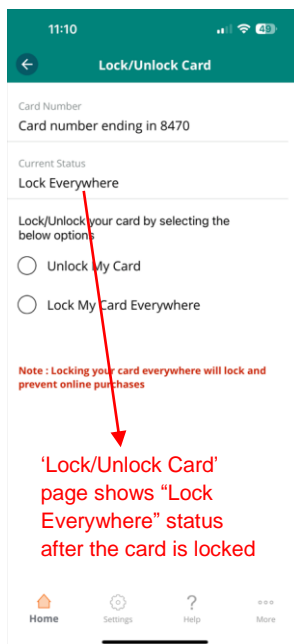 11:10
49
Lock/Unlock Card
Card Number
Card number ending in 8470
Current Status
Lock Everywhere
Lock/Unlock your card by selecting the
below options
Unlock My Card
Lock My Card Everywhere
Note : Locking your card everywhere will lock and
prevent online purchases
‘Lock/Unlock Card’
page shows “Lock
Everywhere” status
after the card is locked
Home
Settings
Help
More